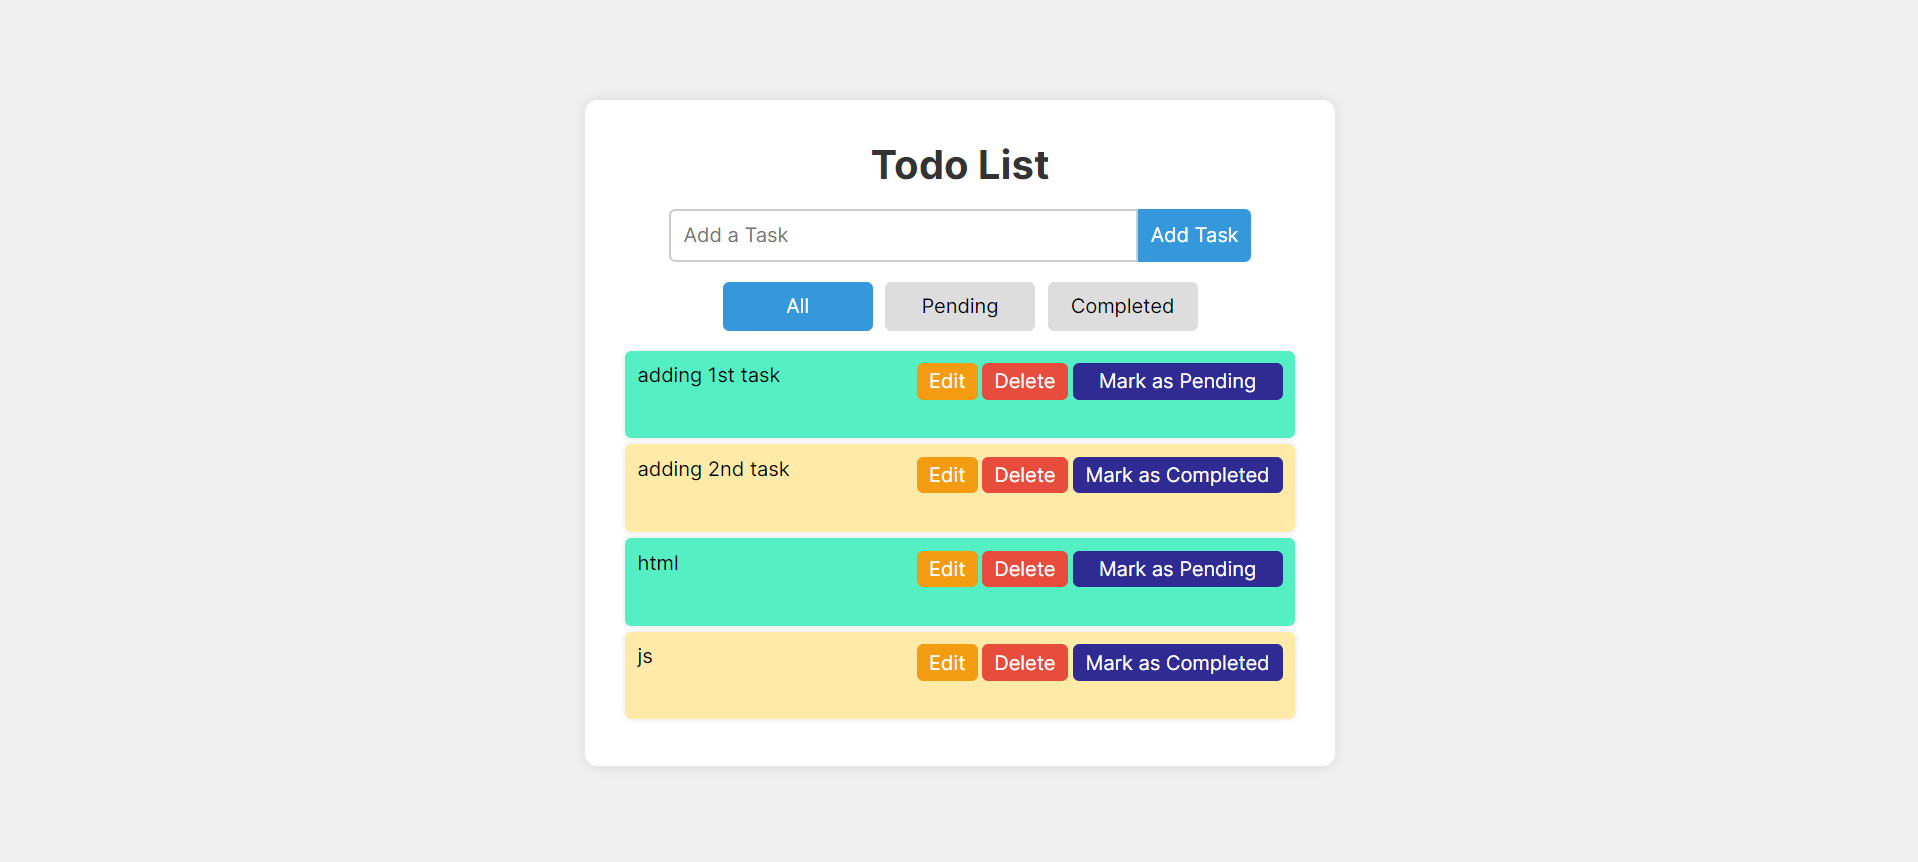 Todo List
Add a Task Add Task
All Pending Completed
adding 1st task Edit Delete Mark as Pending
adding 2nd task Edit Delete Mark as Completed
html Edit Delete Mark as Pending
js Edit Delete Mark as Completed